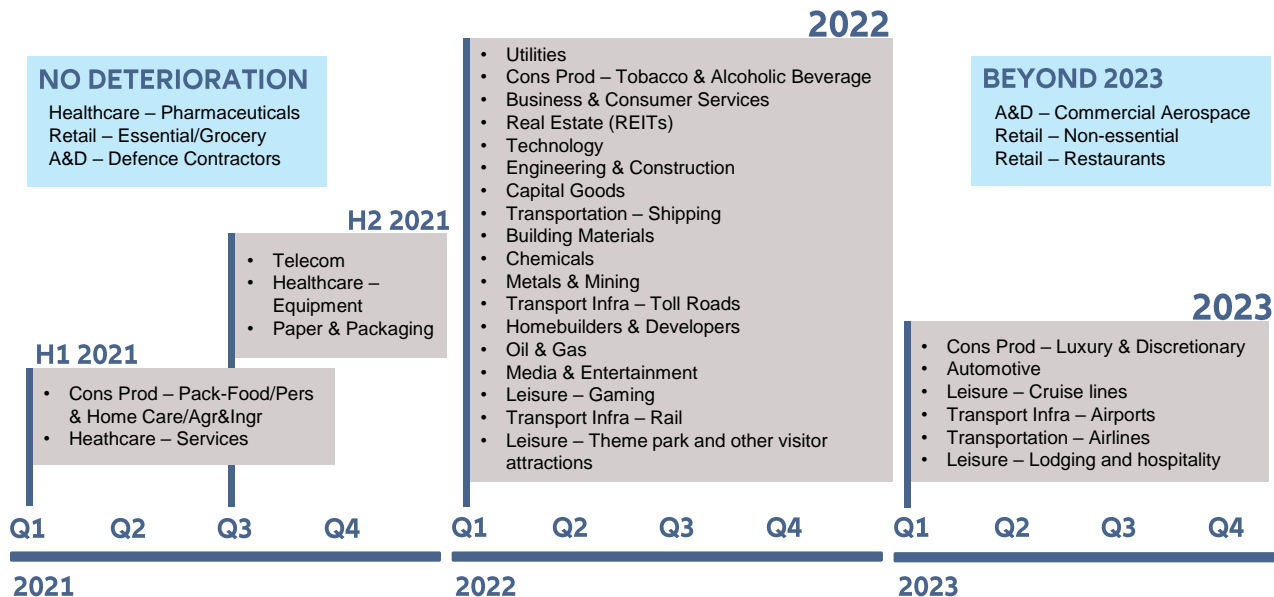 NO DETERIORATION
Healthcare – Pharmaceuticals
Retail – Essential/Grocery
A&D – Defence Contractors
H1 2021
• Cons Prod – Pack-Food/Pers
& Home Care/Agr&Ingr
• Heathcare – Services
H2 2021
• Telecom
• Healthcare –
Equipment
• Paper & Packaging
2022
• Utilities
• Cons Prod – Tobacco & Alcoholic Beverage
• Business & Consumer Services
• Real Estate (REITs)
• Technology
• Engineering & Construction
• Capital Goods
• Transportation – Shipping
• Building Materials
• Chemicals
• Metals & Mining
• Transport Infra – Toll Roads
• Homebuilders & Developers
• Oil & Gas
• Media & Entertainment
• Leisure – Gaming
• Transport Infra – Rail
• Leisure – Theme park and other visitor
attractions
BEYOND 2023
A&D – Commercial Aerospace
Retail – Non-essential
Retail – Restaurants
2023
• Cons Prod – Luxury & Discretionary
• Automotive
• Leisure – Cruise lines
• Transport Infra – Airports
• Transportation – Airlines
• Leisure – Lodging and hospitality
Q1 Q2 Q3 Q4 Q1 Q2 Q3 Q4 Q1 Q2 Q3 Q4
2021 2022 2023